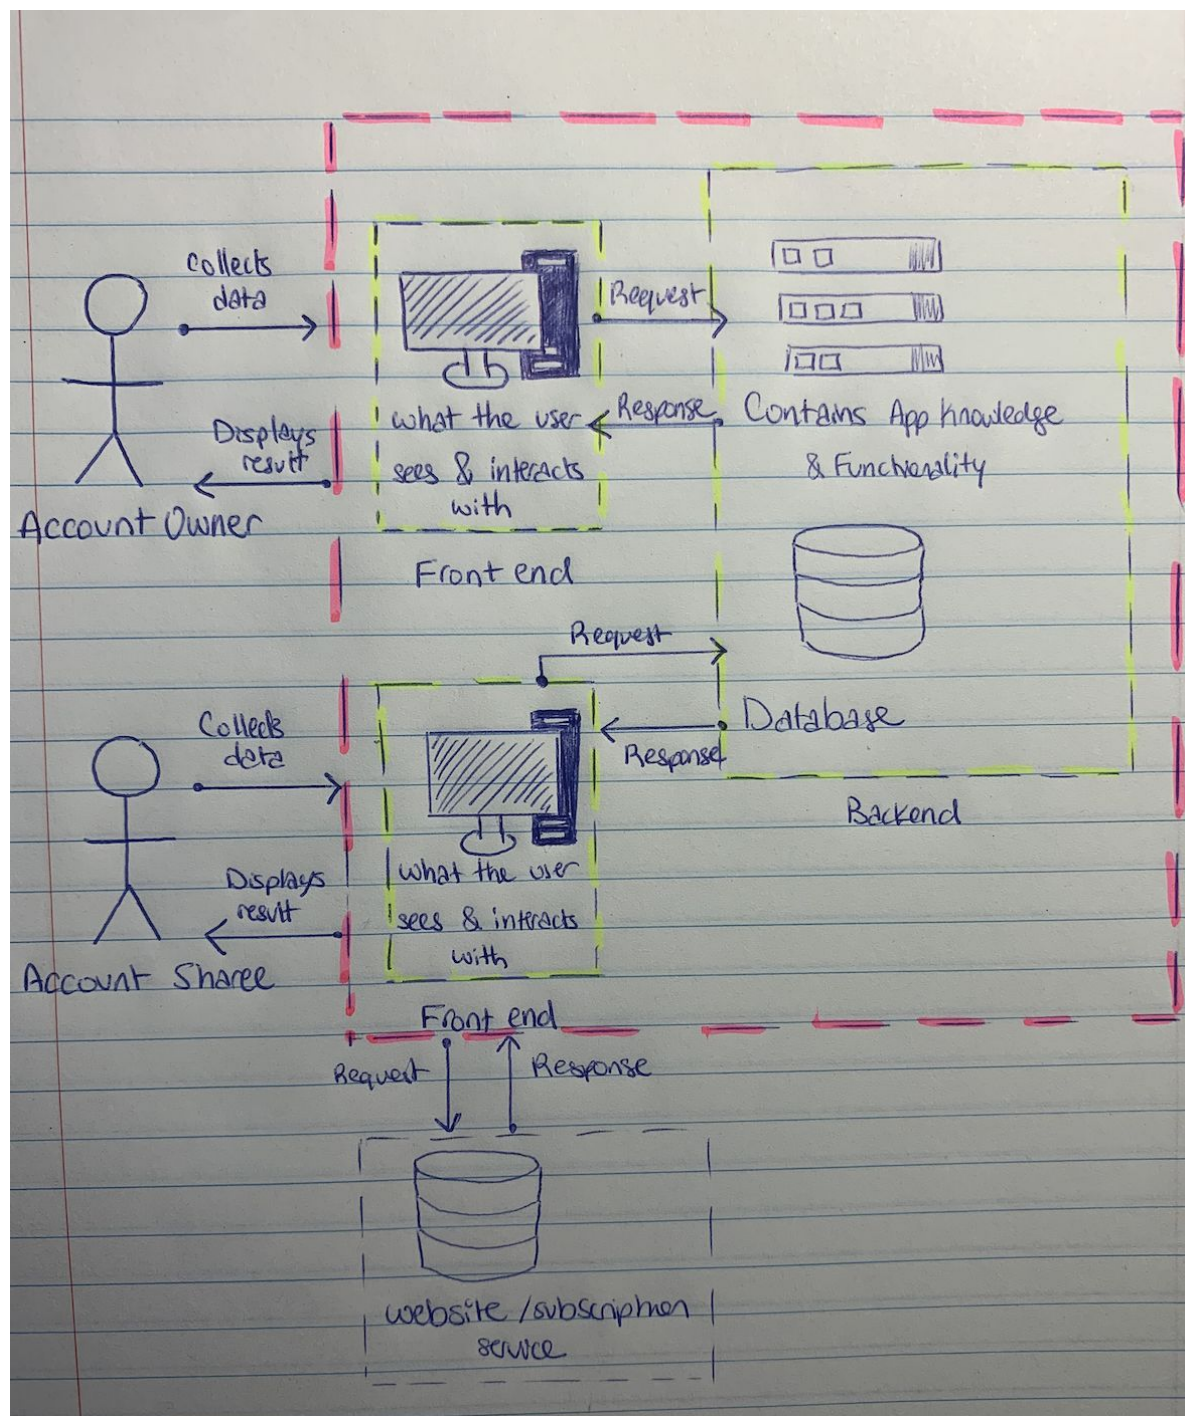 Collects
data
Request
Response
what the user
sees & interacts
with
Contains App Knowledge
& Functionality
Displays
result
Account Owner
Front end
Request
Response
Database
Backend
Collects
data
what the user
sees & interacts
with
Displays
result
Account Sharee
Front end
Request
Response
website / subscription
service